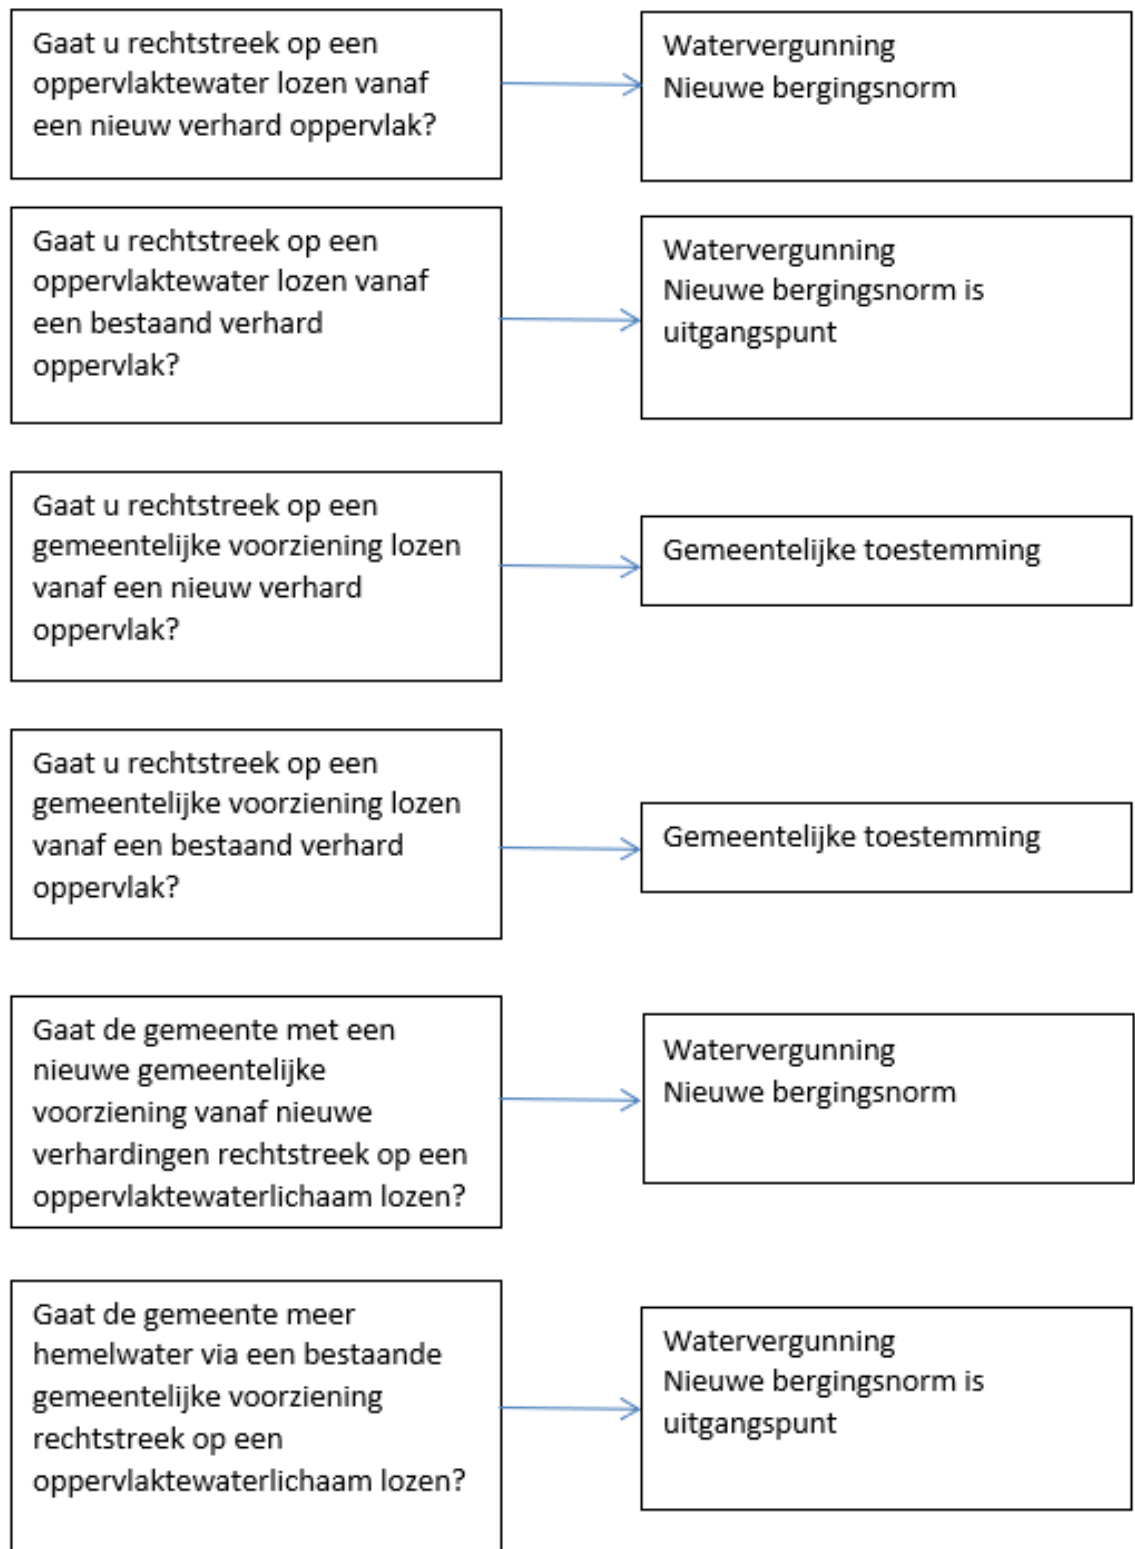 Gaat u rechtstreek op een
oppervlaktewater lozen vanaf
een nieuw verhard oppervlak?
Watervergunning
Nieuwe bergingsnorm
Gaat u rechtstreek op een
oppervlaktewater lozen vanaf
een bestaand verhard
oppervlak?
Watervergunning
Nieuwe bergingsnorm is
uitgangspunt
Gaat u rechtstreek op een
gemeentelijke voorziening lozen
vanaf een nieuw verhard
oppervlak?
Gemeentelijke toestemming
Gaat u rechtstreek op een
gemeentelijke voorziening lozen
vanaf een bestaand verhard
oppervlak?
Gemeentelijke toestemming
Gaat de gemeente met een
nieuwe gemeentelijke
voorziening vanaf nieuwe
verhardingen rechtstreek op een
oppervlaktewaterlichaam lozen?
Watervergunning
Nieuwe bergingsnorm
Gaat de gemeente meer
hemelwater via een bestaande
gemeentelijke voorziening
rechtstreek op een
oppervlaktewaterlichaam lozen?
Watervergunning
Nieuwe bergingsnorm is
uitgangspunt